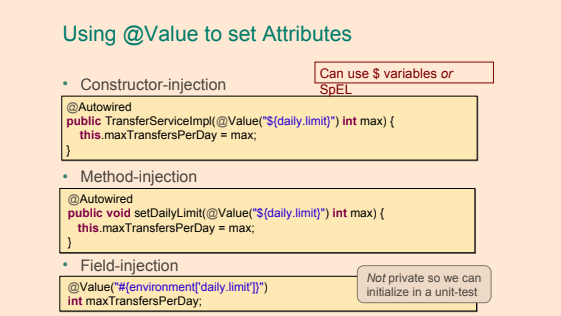 Using @Value to set Attributes
Can use $ variables or
SpEL
• Constructor-injection
@Autowired
public TransferServiceImpl(@Value("${daily.limit}") int max) {
this.maxTransfersPerDay = max;
}
• Method-injection
@Autowired
public void setDailyLimit(@Value("${daily.limit}") int max) {
this.maxTransfersPerDay = max;
}
• Field-injection
@Value("#{environment['daily.limit']}")
int maxTransfersPerDay;
Not private so we can
initialize in a unit-test